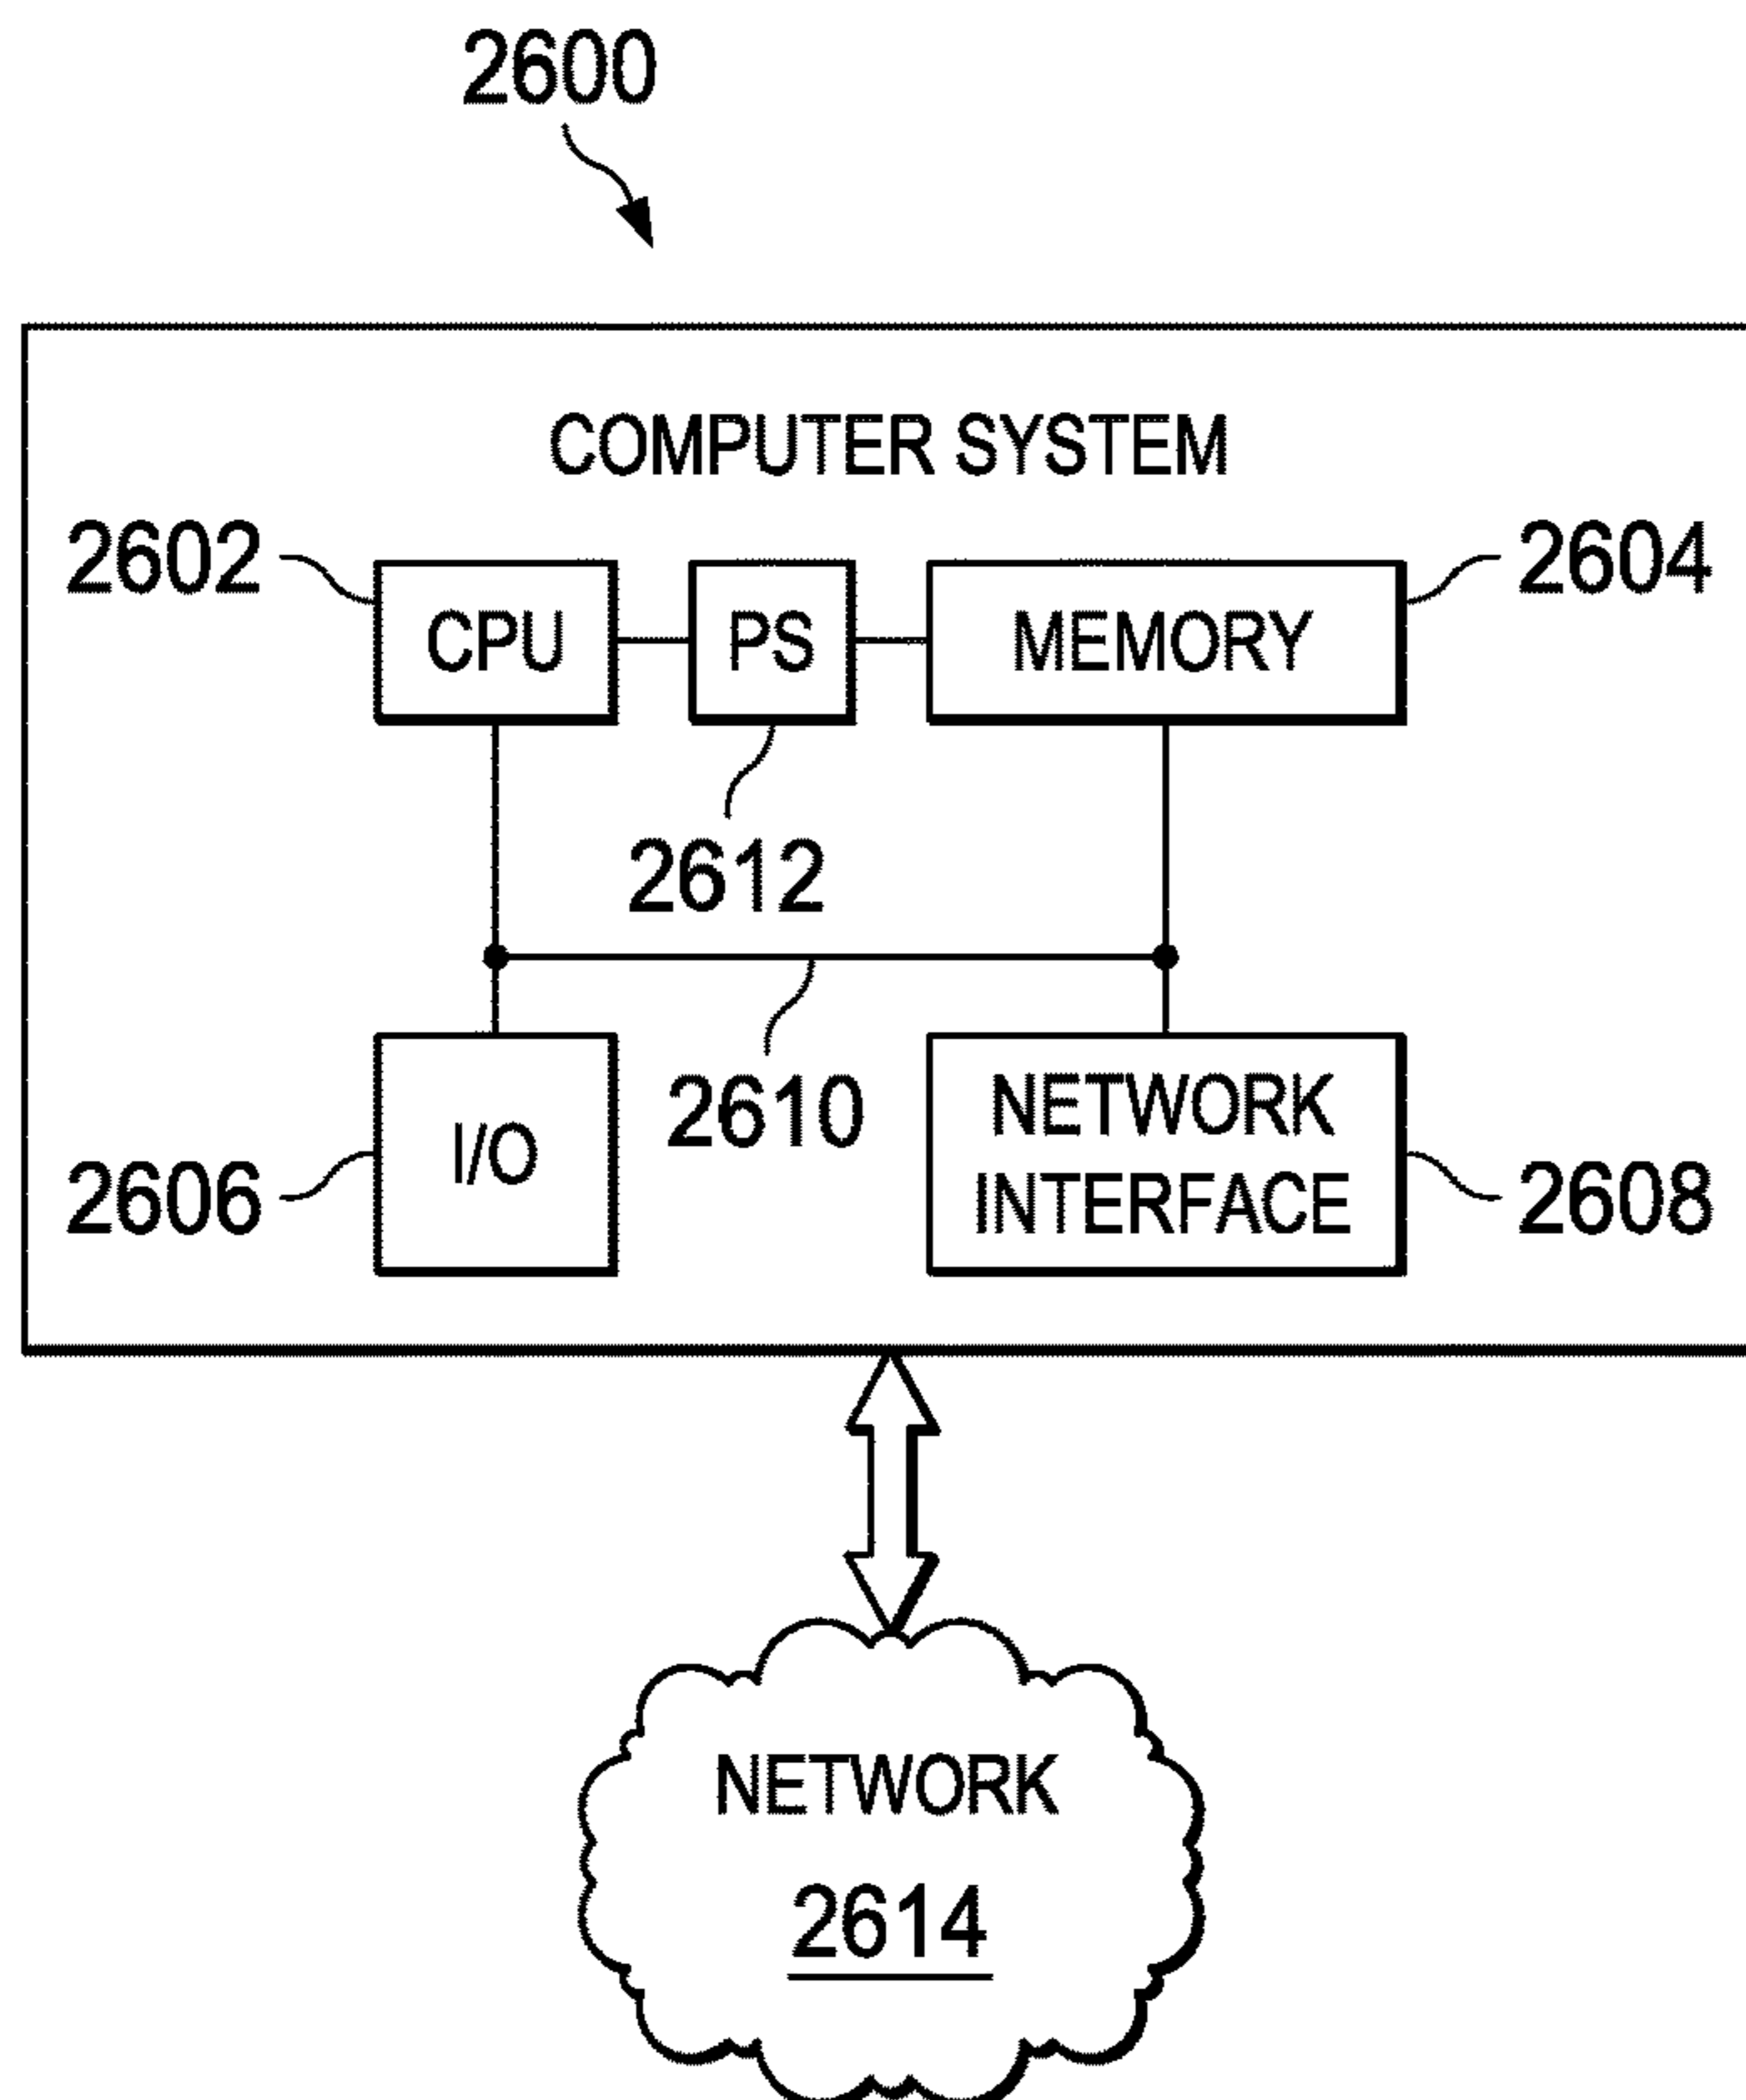 2600
COMPUTER SYSTEM
2602
2604
CPU
PS
MEMORY
2612
2610
2606
I/O
NETWORK
INTERFACE
2608
NETWORK
2614